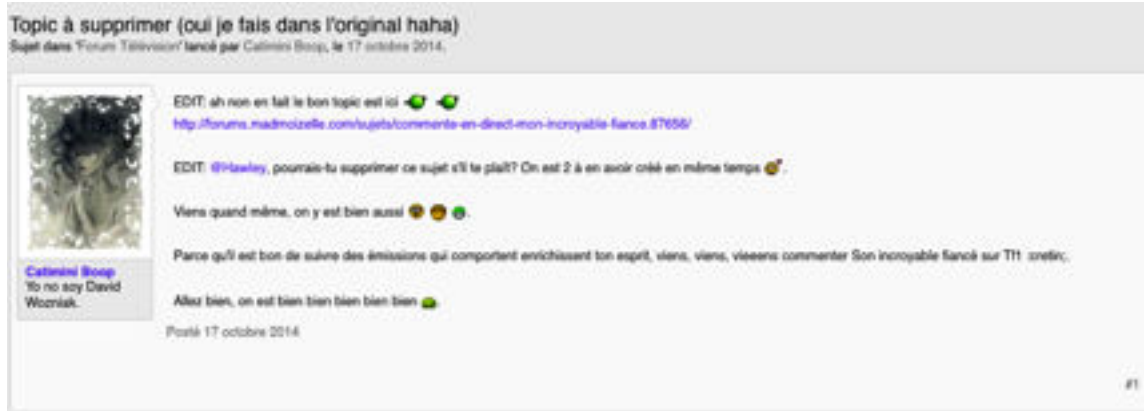 Topic à supprimer (oui je fais dans l'original haha)
Sujet dans 'Forum Télévision' lancé par Catimini Boop, le 17 octobre 2014.
EDIT: ah non en fait le bon topic est ici
http://forums.madmoizelle.com/sujets/commente-en-direct-mon-incroyable-fiance.87656/
EDIT: @Hawley, pourrais-tu supprimer ce sujet s'il te plaît? On est 2 à en avoir créé en même temps .
Viens quand même, on y est bien aussi .
Parce qu'il est bon de suivre des émissions qui comportent enrichissent ton esprit, viens, viens, vieeens commenter Son incroyable fiancé sur Tf1 :cretin:.
Allez bien, on est bien bien bien bien bien .
Catimini Boop
Yo no soy David
Wozniak.
Posté 17 octobre 2014
#1